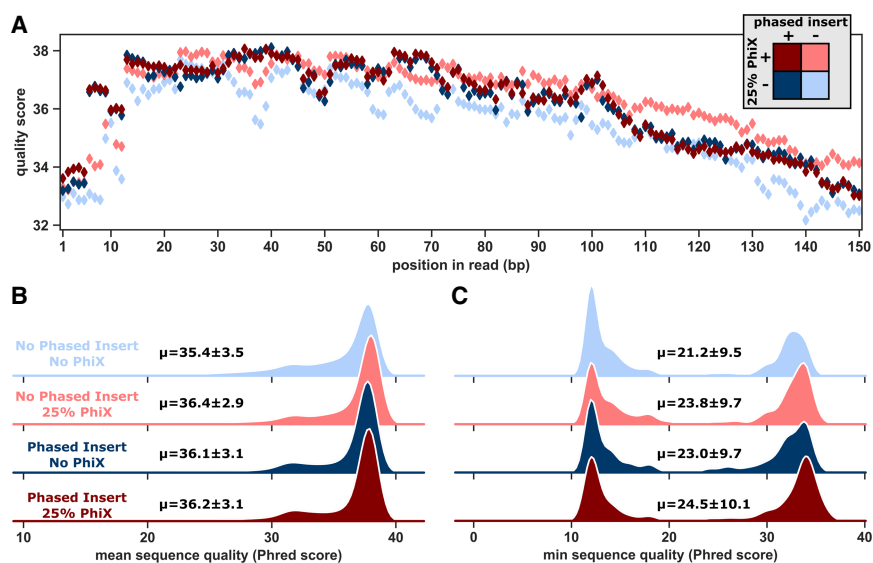 A
phased insert
+ -
25% PhiX
+
-
quality score
38
36
34
32
1 10 20 30 40 50 60 70 80 90 100 110 120 130 140 150
position in read (bp)
B
No Phased Insert
No PhiX
μ=35.4±3.5
No Phased Insert
25% PhiX
μ=36.4±2.9
Phased Insert
No PhiX
μ=36.1±3.1
Phased Insert
25% PhiX
μ=36.2±3.1
10 20 30 40
mean sequence quality (Phred score)
C
μ=21.2±9.5
μ=23.8±9.7
μ=23.0±9.7
μ=24.5±10.1
0 10 20 30 40
min sequence quality (Phred score)